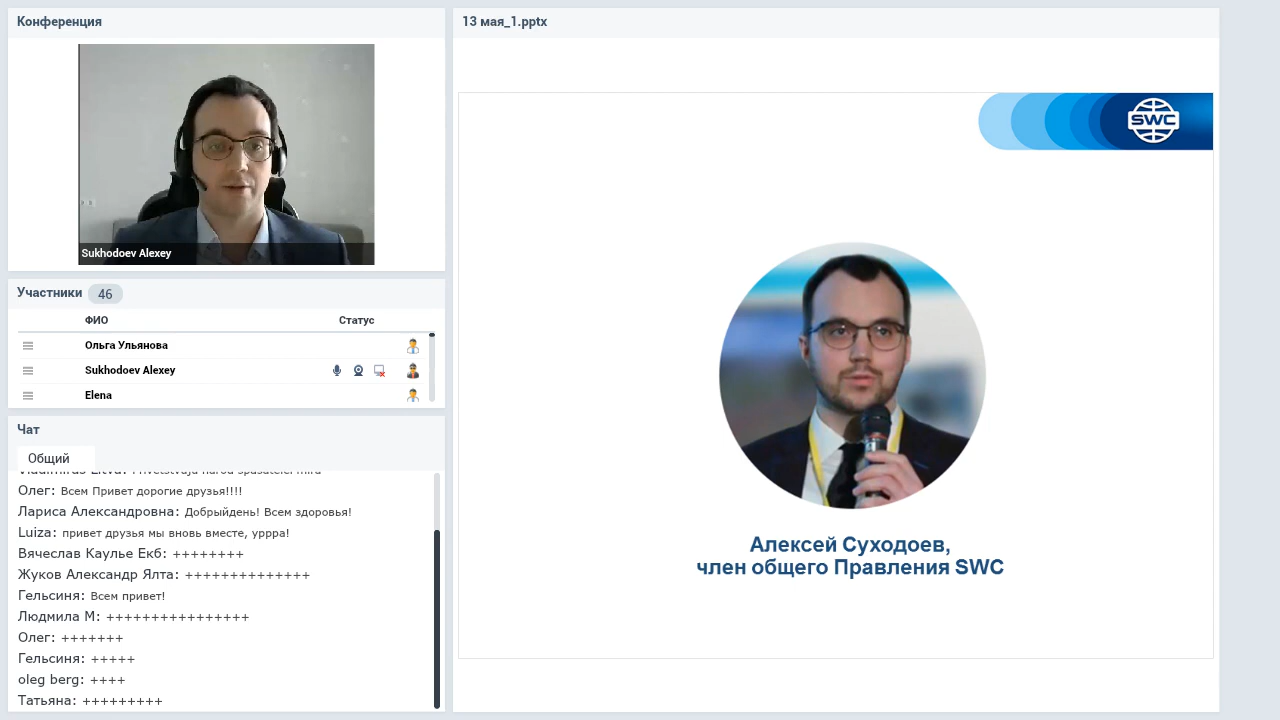 Конференция
Sukhodoev Alexey
Участники 46
ФИО Статус
Ольга Ульянова
Sukhodoev Alexey
Elena
Чат
Общий
Олег: Всем Привет дорогие друзья!!!!
Лариса Александровна: Добрыйдень! Всем здоровья!
Luiza: привет друзья мы вновь вместе, уррра!
Вячеслав Каулье Екб: ++++++++
Жуков Александр Ялта: ++++++++++++++
Гельсиня: Всем привет!
Людмила М: ++++++++++++++++
Олег: +++++++
Гельсиня: +++++
oleg berg: ++++
Татьяна: +++++++++
13 мая_1.pptx
SWC
Алексей Суходоев,
член общего Правления SWC